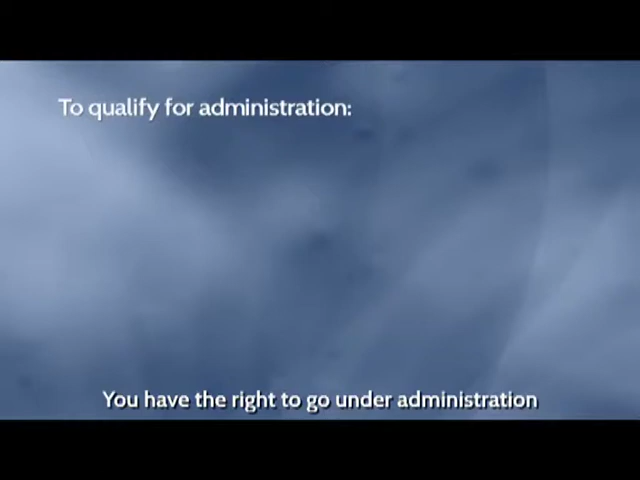 To qualify for administration:
You have the right to go under administration